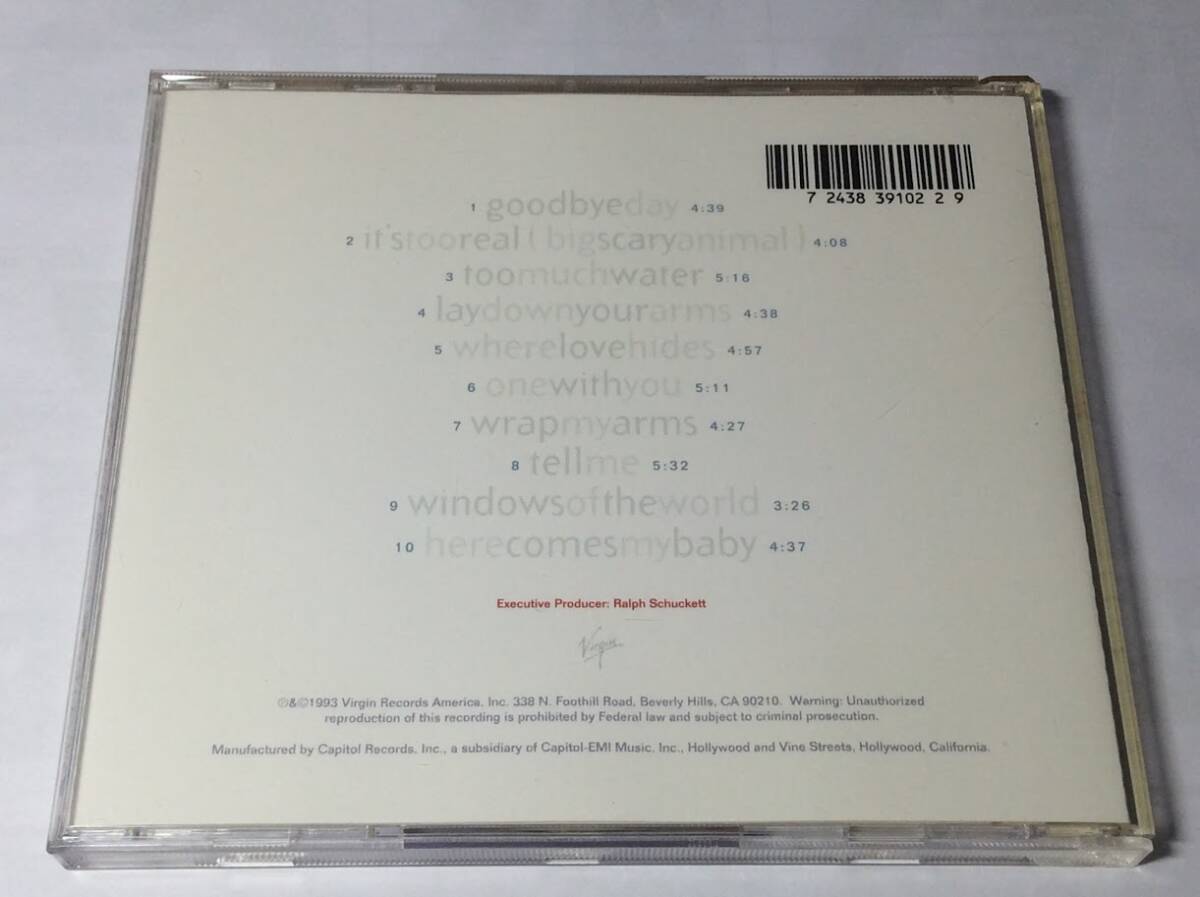 7 24383 91022 9
1 goodbyeday 4:39
2 it'stooreal(bigscaryanimal) 4:08
3 toomuchwater 5:16
4 laydownyourarms 4:38
5 wherelovehides 4:57
6 onewithyou 5:11
7 wrapmyarms 4:27
8 tellme 5:32
9 windowsoftheworld 3:26
10 herecomesmybaby 4:37
Executive Producer: Ralph Schuckett
Virgin
℗&©1993 Virgin Records America, Inc. 338 N. Foothill Road, Beverly Hills, CA 90210. Warning: Unauthorized
reproduction of this recording is prohibited by Federal law and subject to criminal prosecution.
Manufactured by Capitol Records, Inc., a subsidiary of Capitol-EMI Music, Inc., Hollywood and Vine Streets, Hollywood, California.